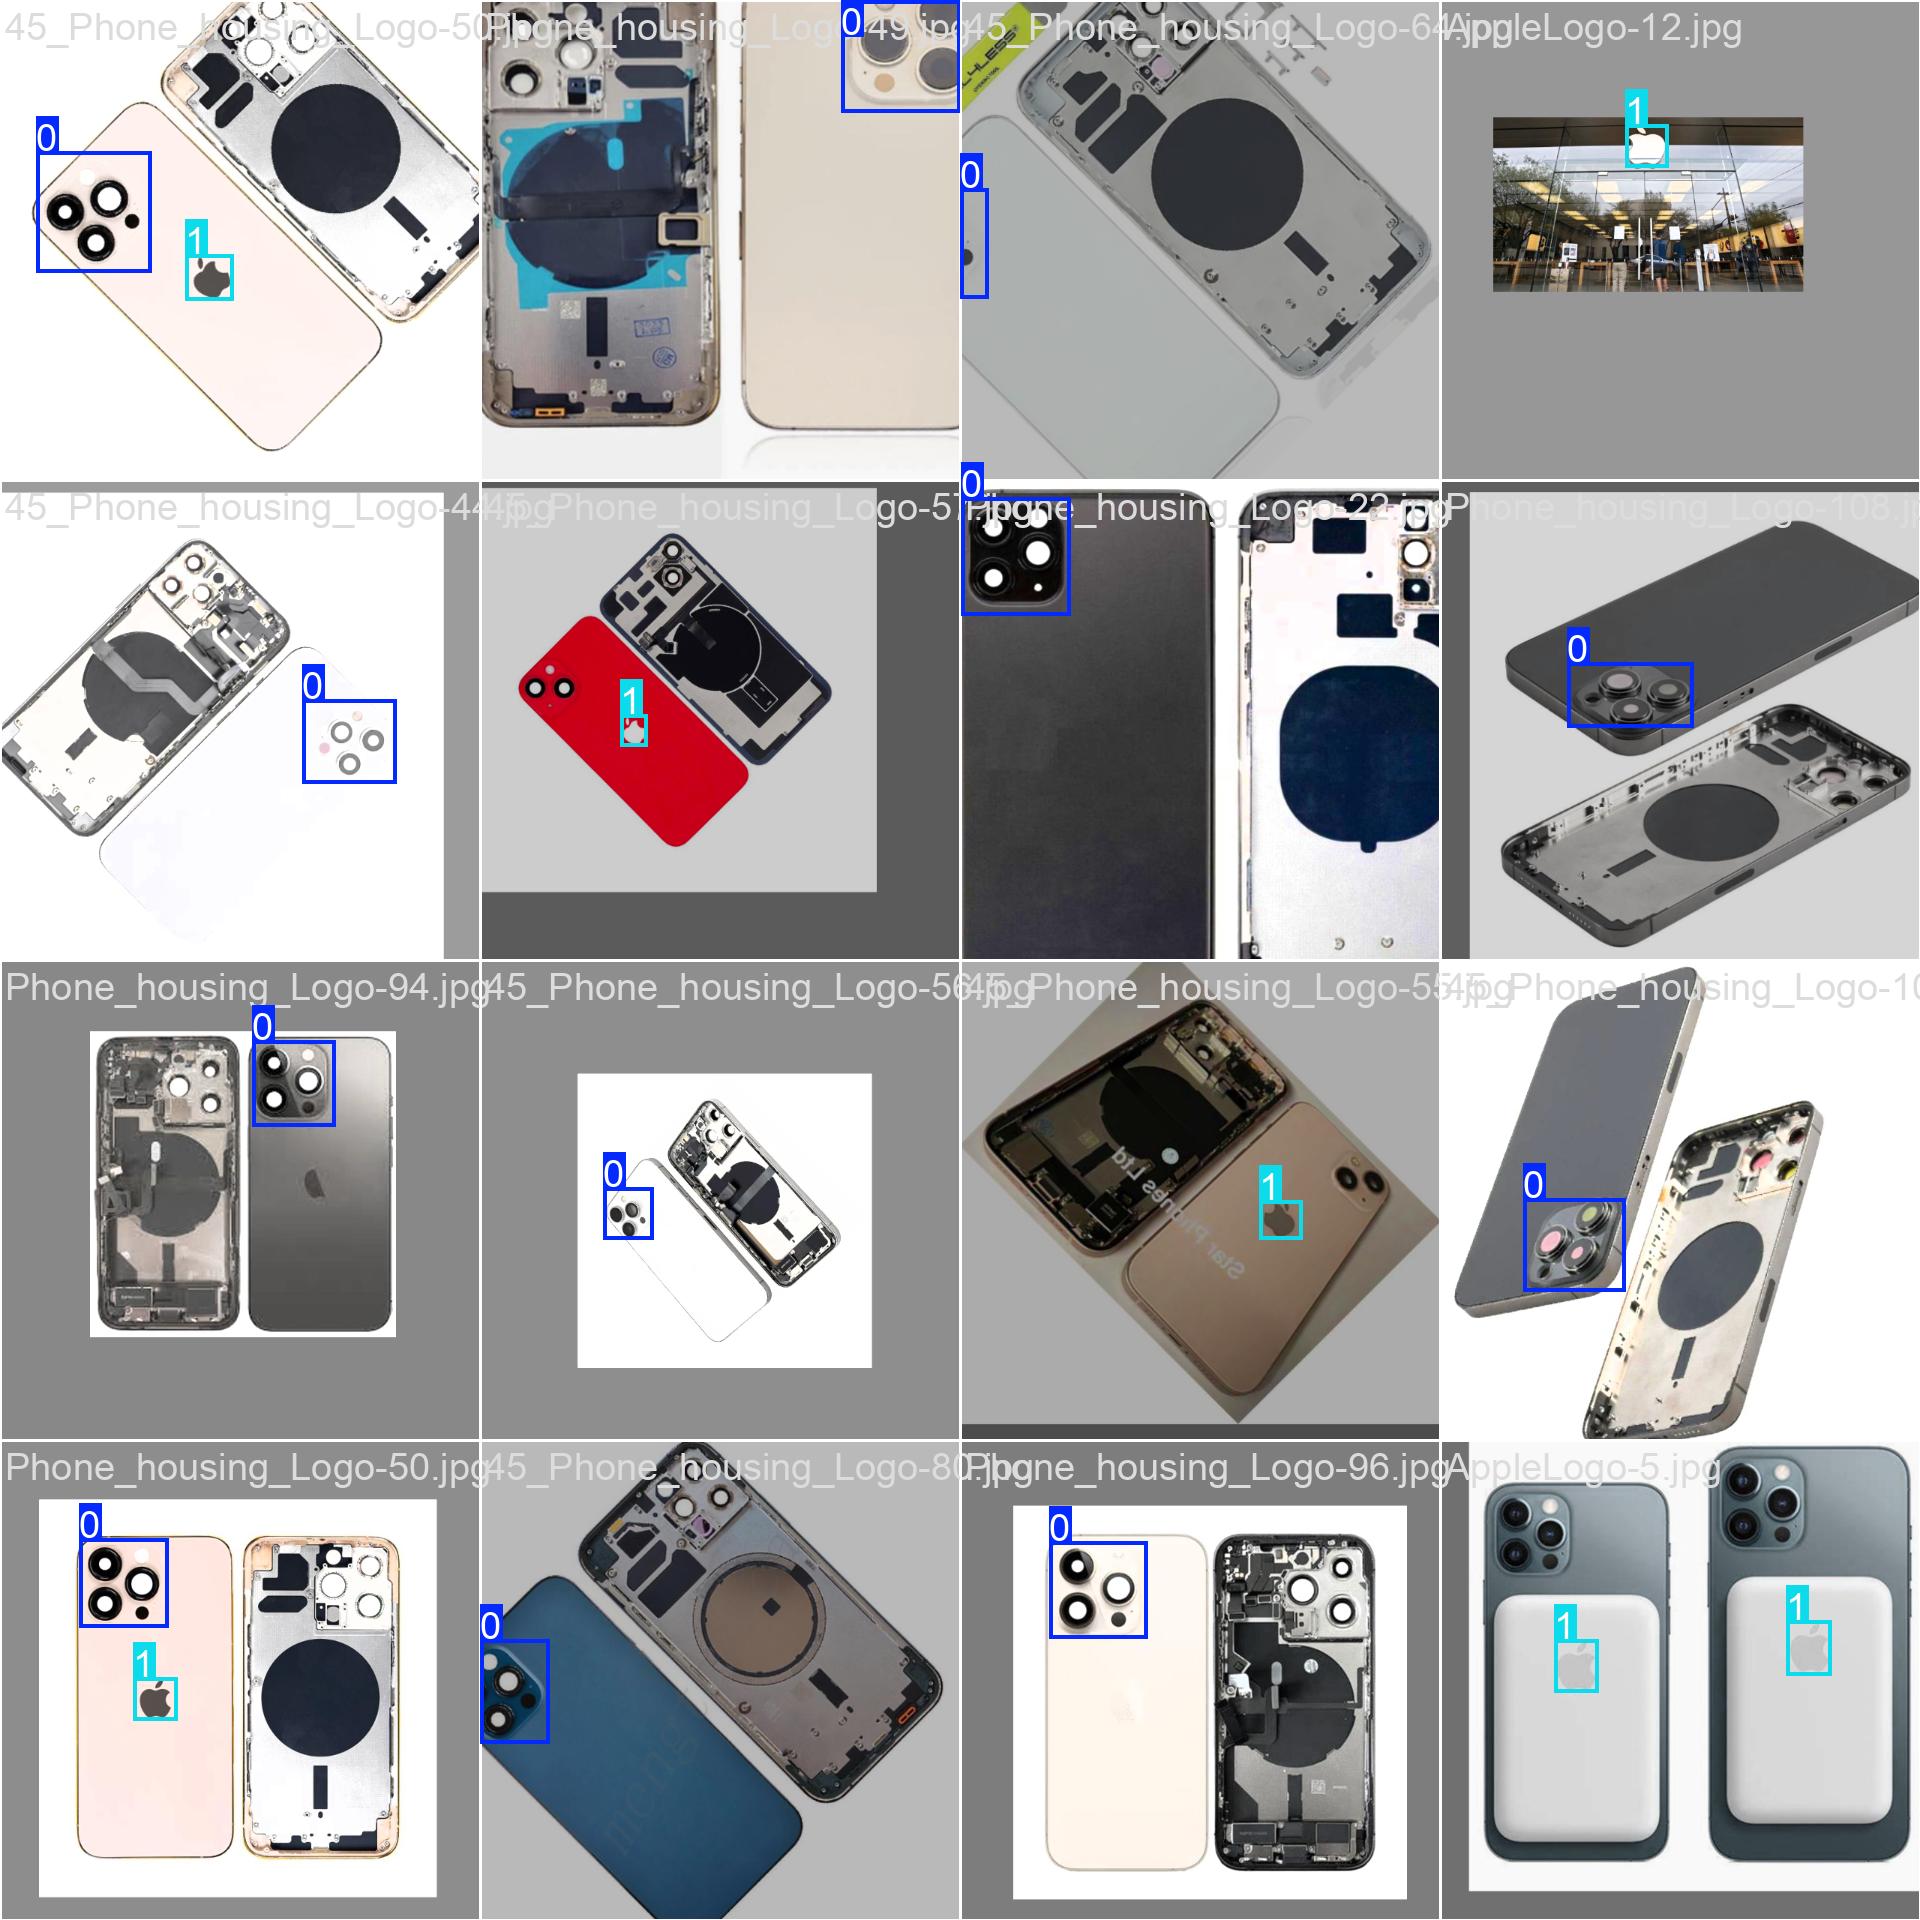 45_Phone_housing_Logo-50.jpg
Phone_housing_Logo-49.jpg
45_Phone_housing_Logo-64.jpg
AppleLogo-12.jpg
0
1
0
0
1
45_Phone_housing_Logo-44.jpg
45_Phone_housing_Logo-57.jpg
Phone_housing_Logo-22.jpg
Phone_housing_Logo-108.jp
0
1
0
0
Phone_housing_Logo-94.jpg
45_Phone_housing_Logo-56.jpg
45_Phone_housing_Logo-55.jpg
45_Phone_housing_Logo-10
0
0
1
0
Star Phones Ltd
Phone_housing_Logo-50.jpg
45_Phone_housing_Logo-80.jpg
Phone_housing_Logo-96.jpg
AppleLogo-5.jpg
0
1
0
0
1
1
meng